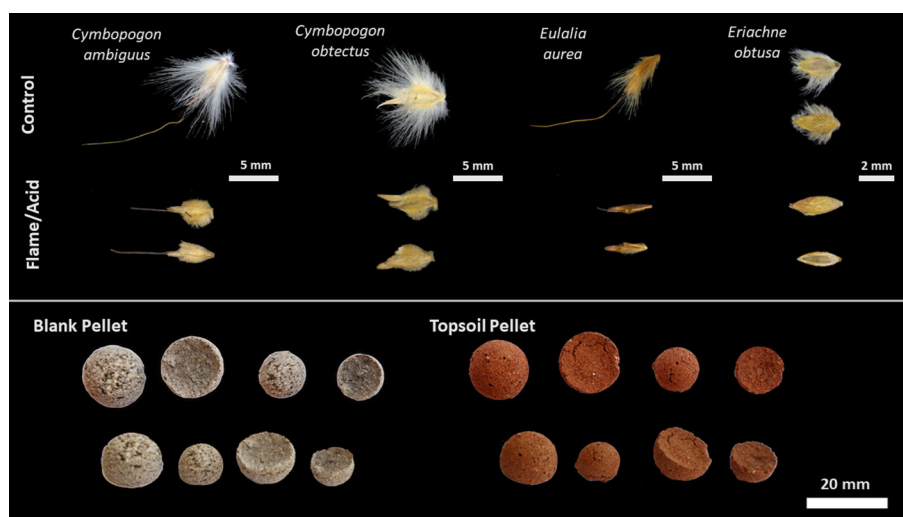 Cymbopogon
ambiguus
Cymbopogon
obtectus
Eulalia
aurea
Eriachne
obtusa
Control
5 mm
5 mm
5 mm
2 mm
Flame/Acid
Blank Pellet
Topsoil Pellet
20 mm